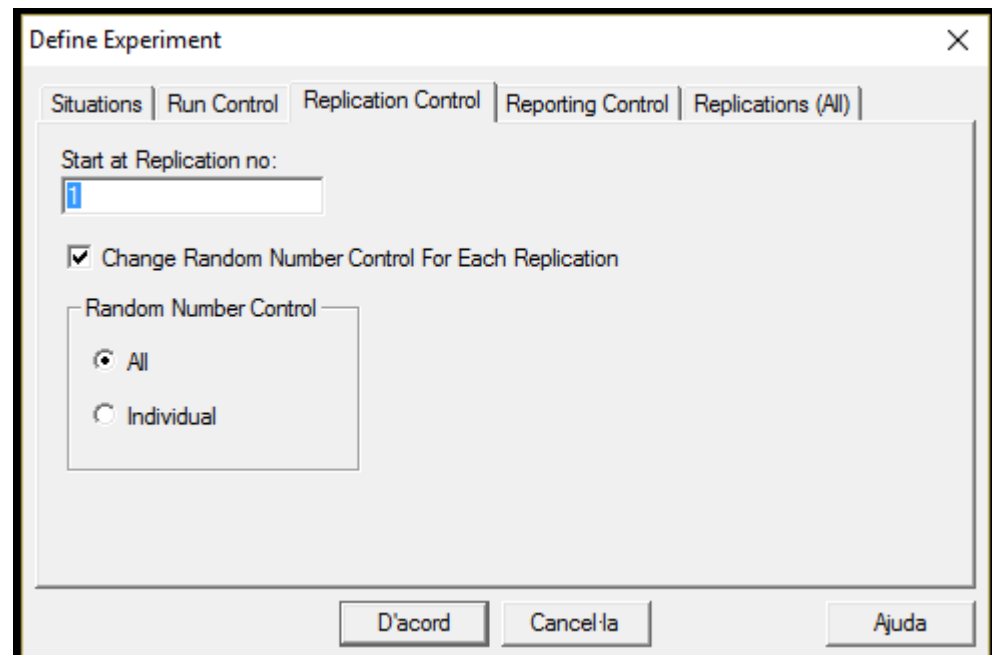 Define Experiment
Situations Run Control Replication Control Reporting Control Replications (All)
Start at Replication no:
1
Change Random Number Control For Each Replication
Random Number Control
All
Individual
D'acord Cancel·la Ajuda